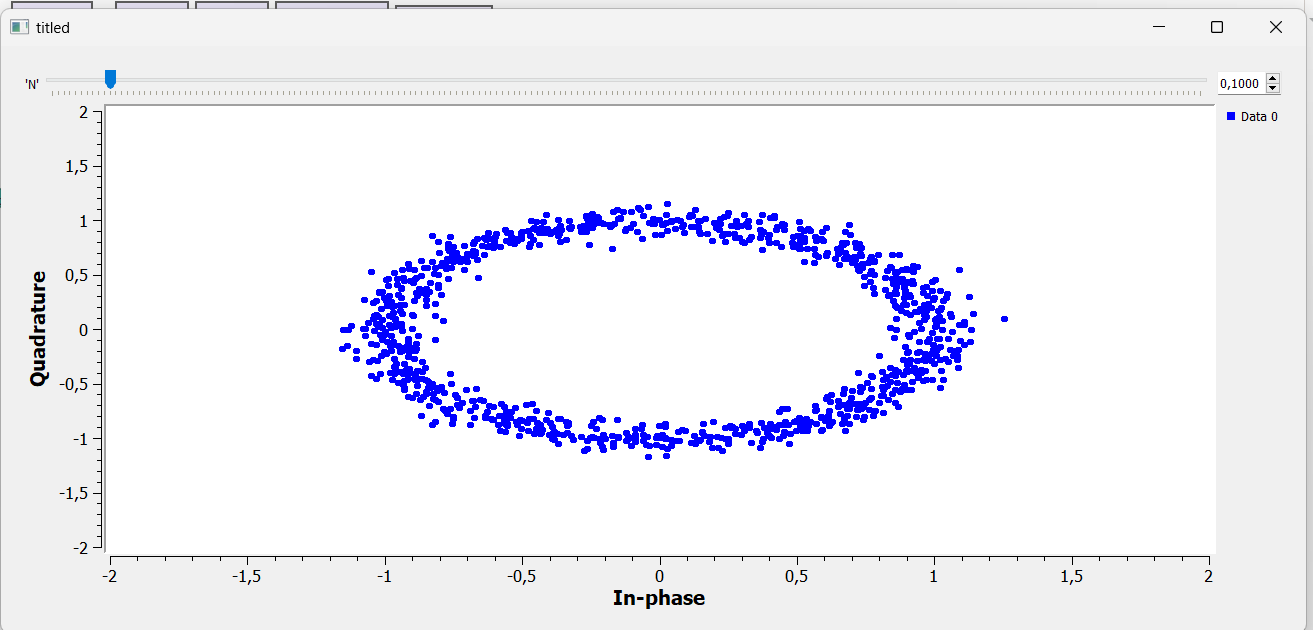 titled
'N'
0,1000
Data 0
2
1,5
1
0,5
0
-0,5
-1
-1,5
-2
Quadrature
-2 -1,5 -1 -0,5 0 0,5 1 1,5 2
In-phase